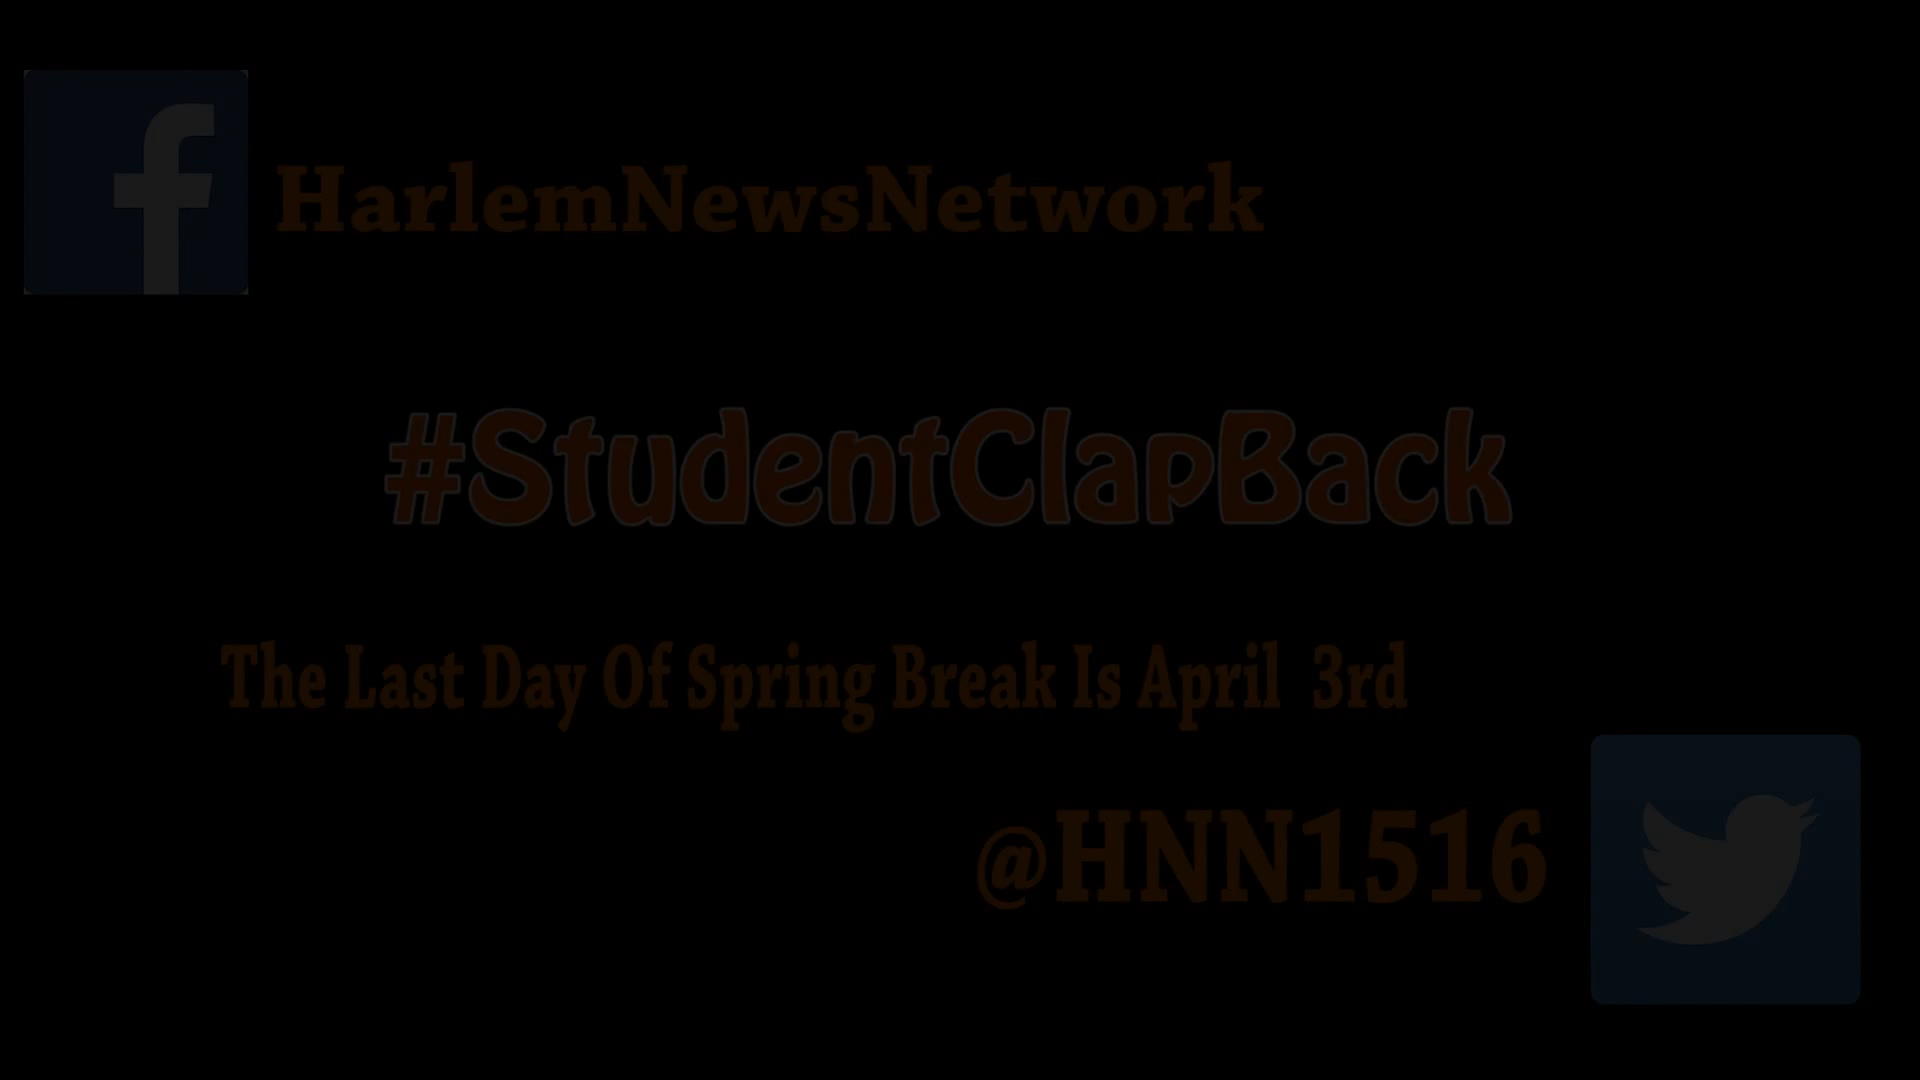 HarlemNewsNetwork
#StudentClapBack
The Last Day Of Spring Break Is April 3rd
@HNN1516